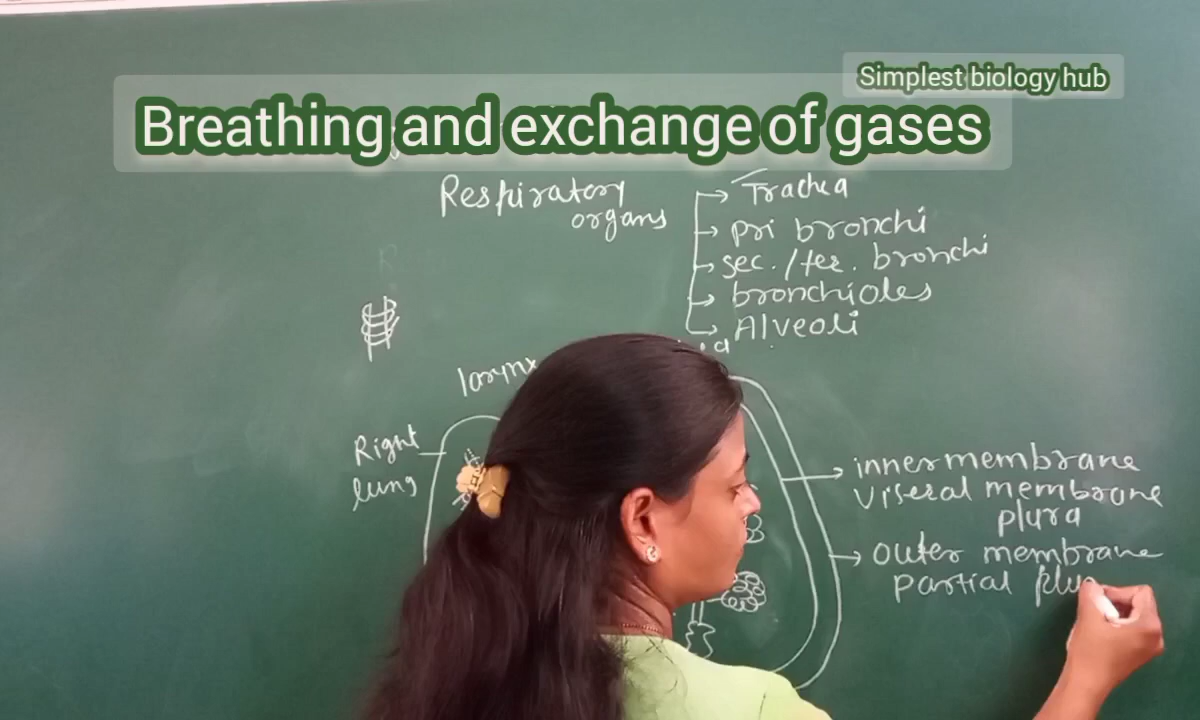 Simplest biology hub
Breathing and exchange of gases
Respiratory
organs
Trachea
pri bronchi
sec./ter. bronchi
bronchioles
Alveoli
larynx
Right
lung
inner membrane
viseral membrane
plura
outer membrane
partial plu